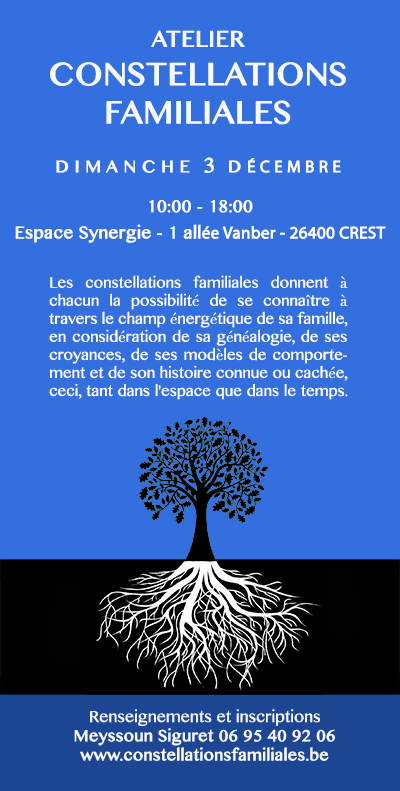 ATELIER
CONSTELLATIONS
FAMILIALES
DIMANCHE 3 DÉCEMBRE
10:00 - 18:00
Espace Synergie - 1 allée Vanber - 26400 CREST
Les constellations familiales donnent à
chacun la possibilité de se connaître à
travers le champ énergétique de sa famille,
en considération de sa généalogie, de ses
croyances, de ses modèles de comporte-
ment et de son histoire connue ou cachée,
ceci, tant dans l'espace que dans le temps.
Renseignements et inscriptions
Meyssoun Siguret 06 95 40 92 06
www.constellationsfamiliales.be